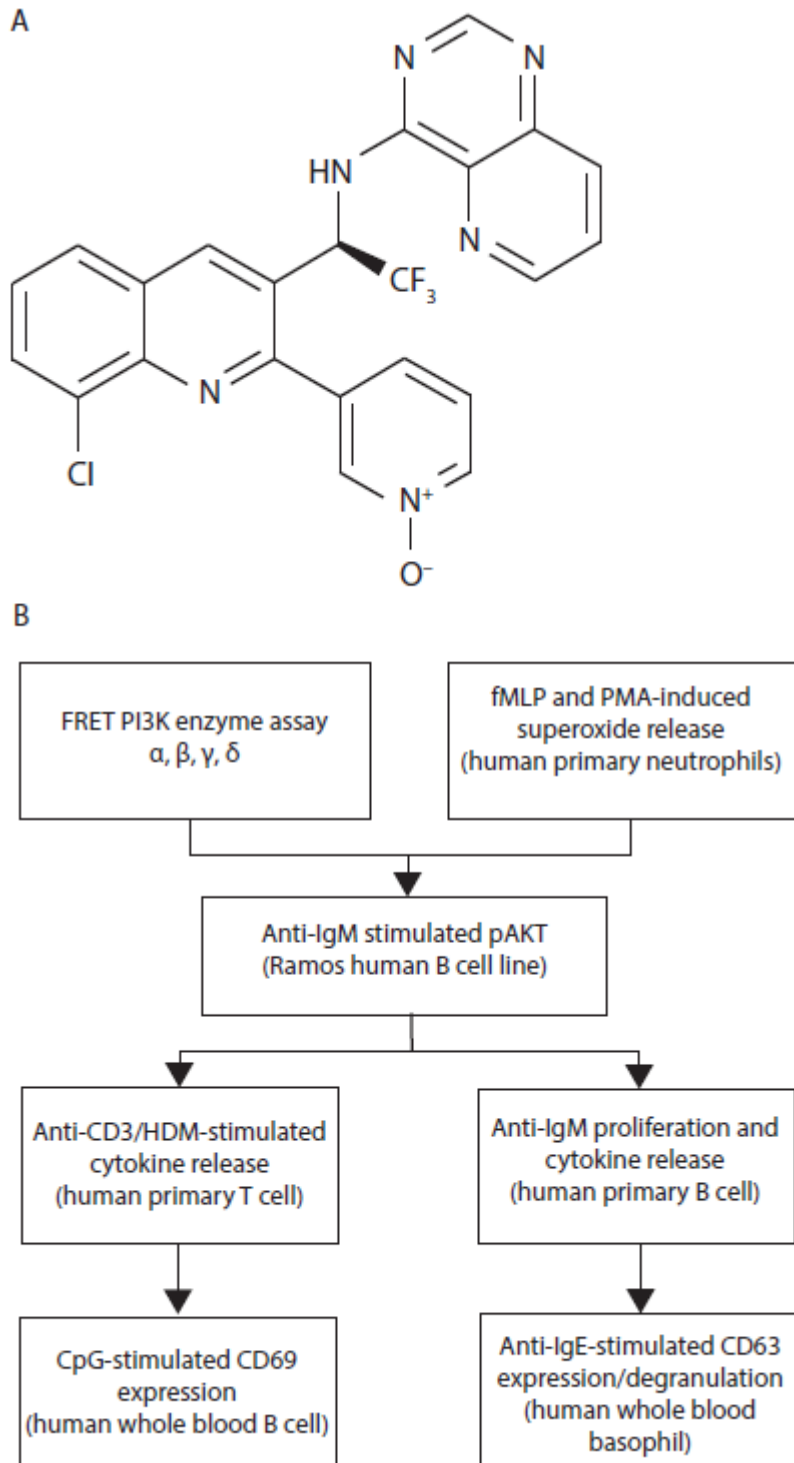 A
N
N
HN
N
CF₃
N
Cl
N⁺
O⁻
B
FRET PI3K enzyme assay
α, β, γ, δ
fMLP and PMA-induced
superoxide release
(human primary neutrophils)
Anti-IgM stimulated pAKT
(Ramos human B cell line)
Anti-CD3/HDM-stimulated
cytokine release
(human primary T cell)
Anti-IgM proliferation and
cytokine release
(human primary B cell)
CpG-stimulated CD69
expression
(human whole blood B cell)
Anti-IgE-stimulated CD63
expression/degranulation
(human whole blood
basophil)